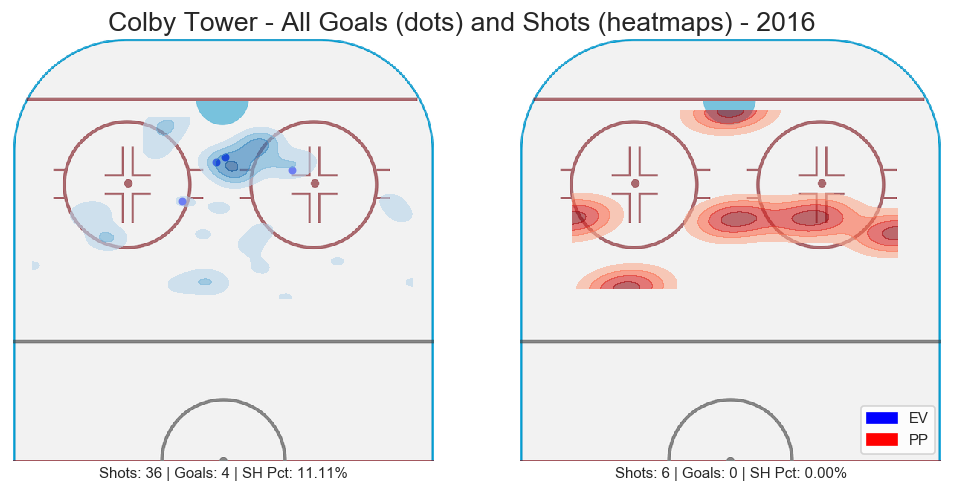 Colby Tower - All Goals (dots) and Shots (heatmaps) - 2016
EV
PP
Shots: 36 | Goals: 4 | SH Pct: 11.11%
Shots: 6 | Goals: 0 | SH Pct: 0.00%